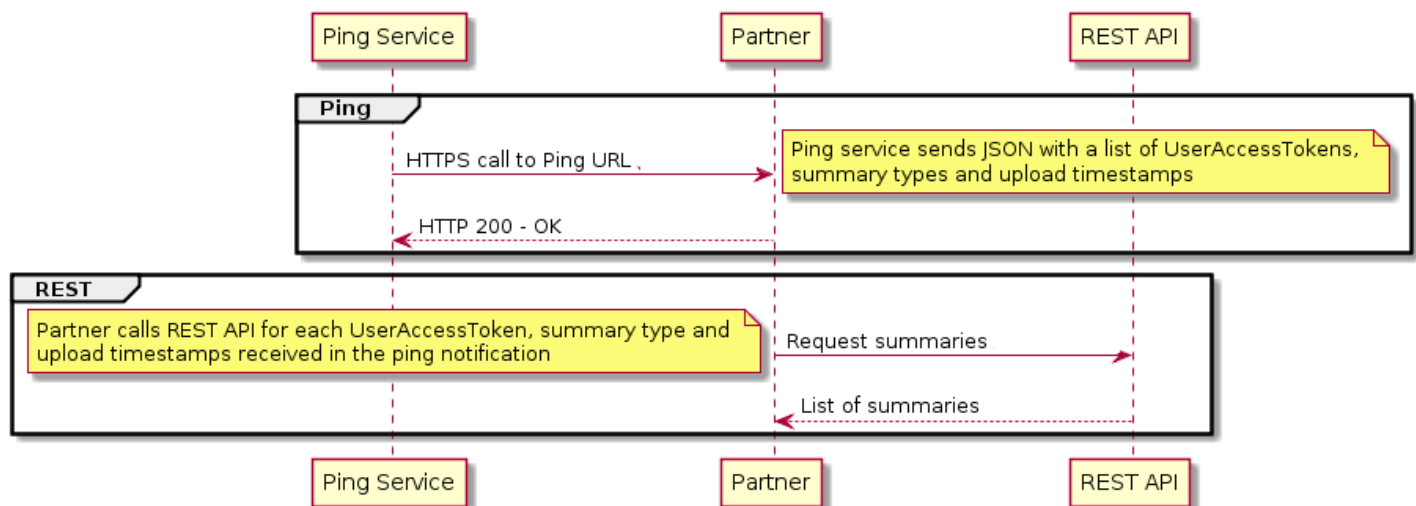 Ping Service
Partner
REST API
Ping
HTTPS call to Ping URL
Ping service sends JSON with a list of UserAccessTokens,
summary types and upload timestamps
HTTP 200 - OK
REST
Partner calls REST API for each UserAccessToken, summary type and
upload timestamps received in the ping notification
Request summaries
List of summaries
Ping Service
Partner
REST API